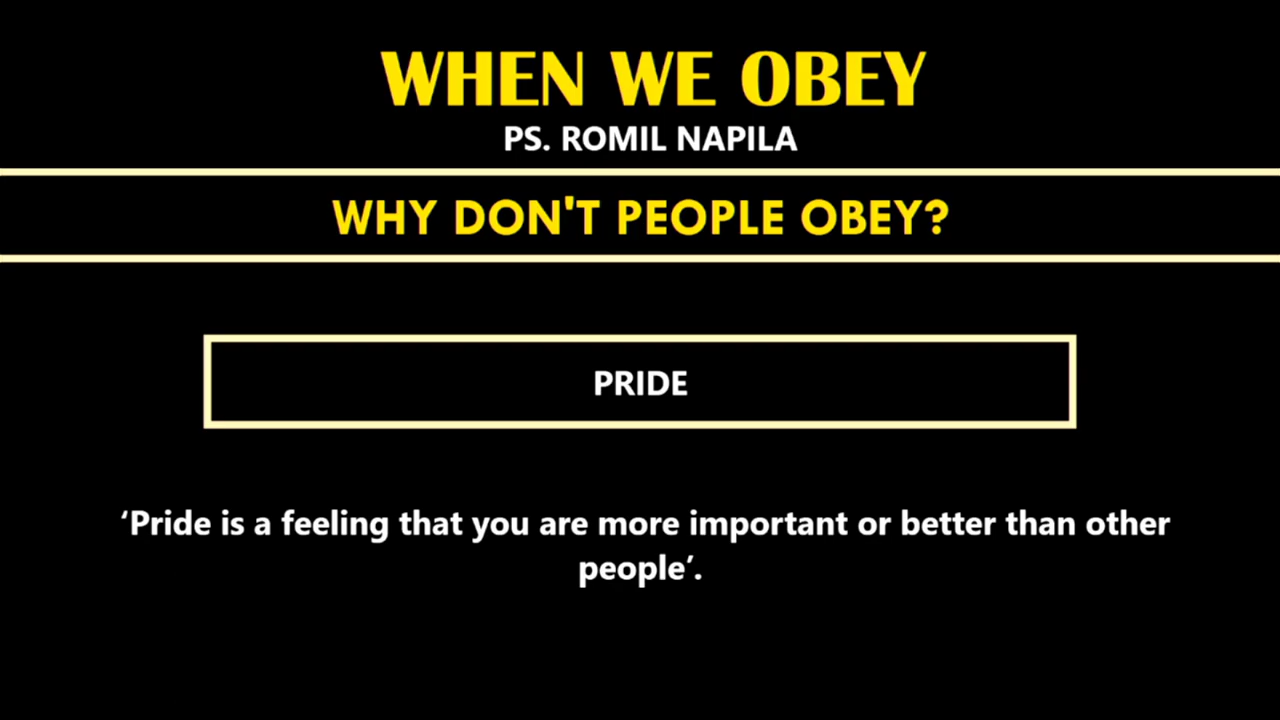 WHEN WE OBEY
PS. ROMIL NAPILA
WHY DON'T PEOPLE OBEY?
PRIDE
‘Pride is a feeling that you are more important or better than other
people’.